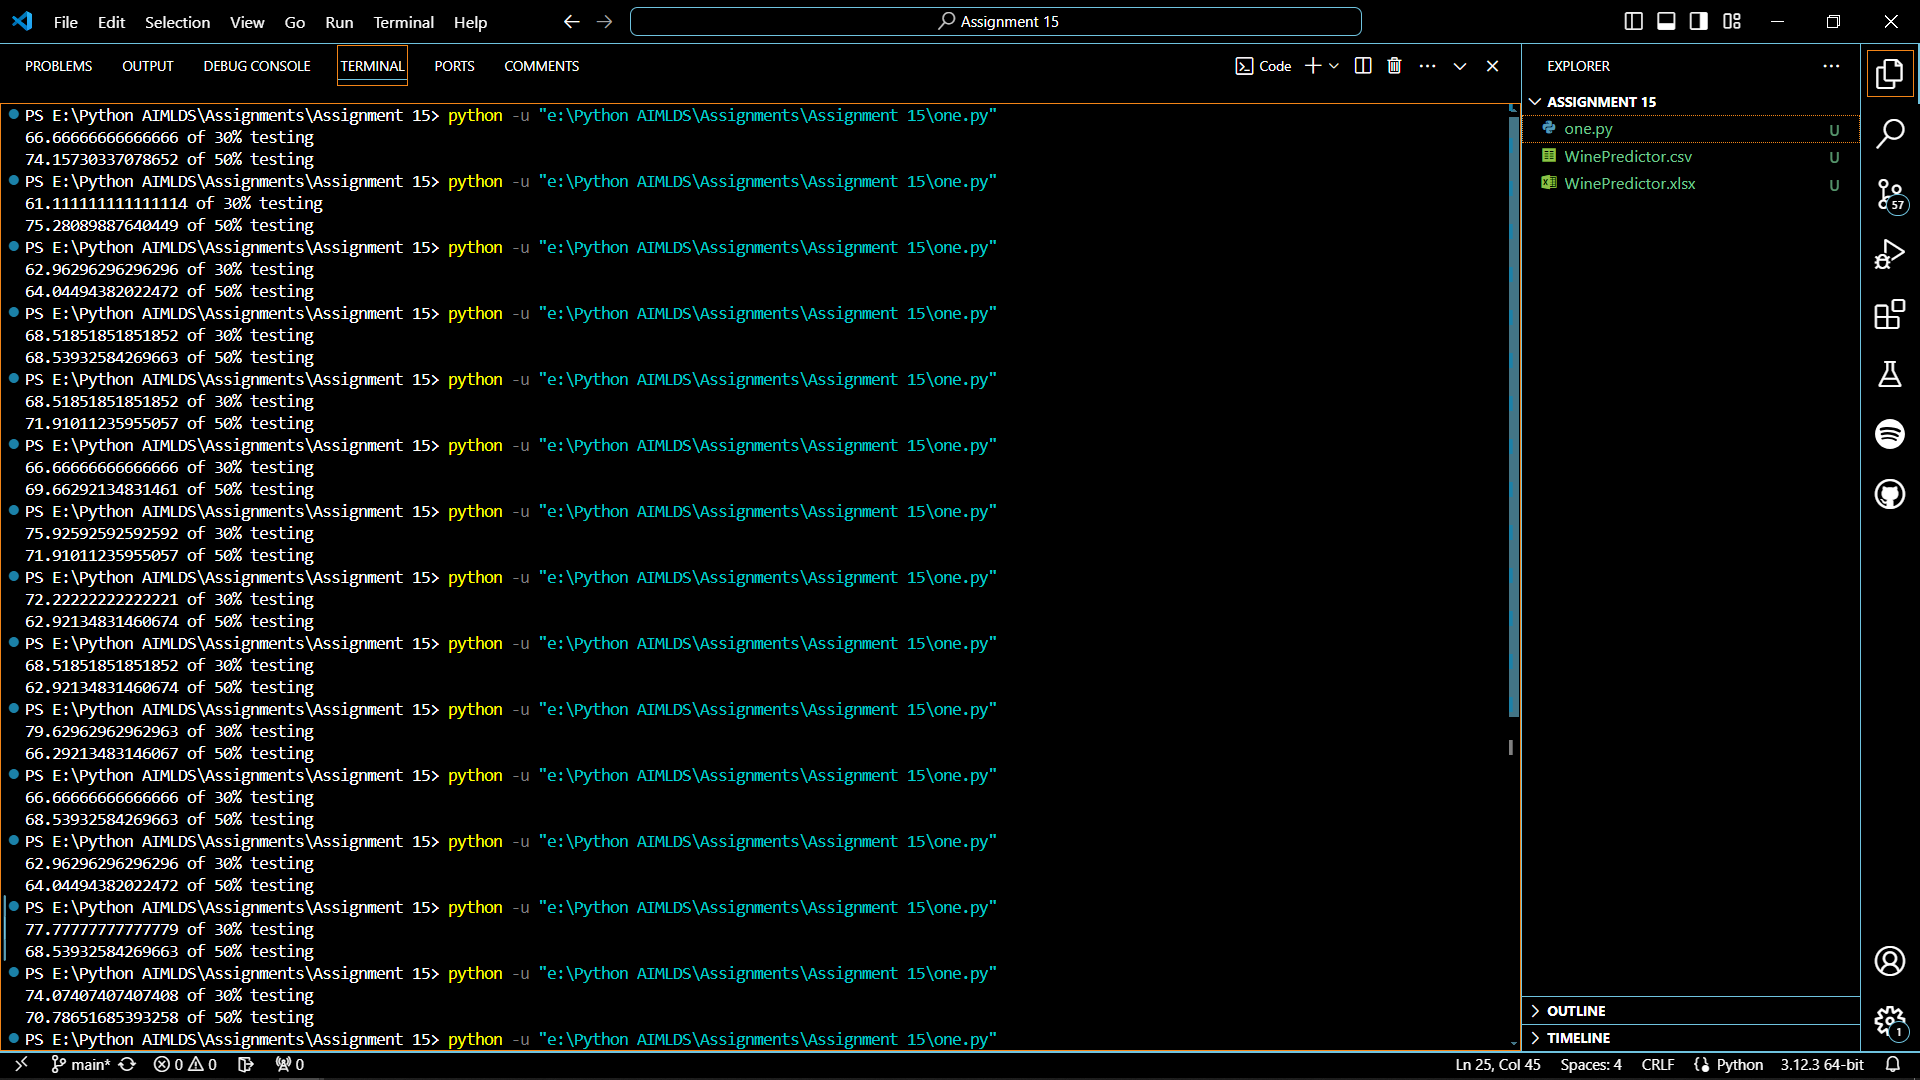 File Edit Selection View Go Run Terminal Help Assignment 15
PROBLEMS OUTPUT DEBUG CONSOLE TERMINAL PORTS COMMENTS Code
PS E:\Python AIMLDS\Assignments\Assignment 15> python -u "e:\Python AIMLDS\Assignments\Assignment 15\one.py"
66.66666666666666 of 30% testing
74.15730337078652 of 50% testing
PS E:\Python AIMLDS\Assignments\Assignment 15> python -u "e:\Python AIMLDS\Assignments\Assignment 15\one.py"
61.111111111111114 of 30% testing
75.28089887640449 of 50% testing
PS E:\Python AIMLDS\Assignments\Assignment 15> python -u "e:\Python AIMLDS\Assignments\Assignment 15\one.py"
62.96296296296296 of 30% testing
64.04494382022472 of 50% testing
PS E:\Python AIMLDS\Assignments\Assignment 15> python -u "e:\Python AIMLDS\Assignments\Assignment 15\one.py"
68.51851851851852 of 30% testing
68.53932584269663 of 50% testing
PS E:\Python AIMLDS\Assignments\Assignment 15> python -u "e:\Python AIMLDS\Assignments\Assignment 15\one.py"
68.51851851851852 of 30% testing
71.91011235955057 of 50% testing
PS E:\Python AIMLDS\Assignments\Assignment 15> python -u "e:\Python AIMLDS\Assignments\Assignment 15\one.py"
66.66666666666666 of 30% testing
69.66292134831461 of 50% testing
PS E:\Python AIMLDS\Assignments\Assignment 15> python -u "e:\Python AIMLDS\Assignments\Assignment 15\one.py"
75.92592592592592 of 30% testing
71.91011235955057 of 50% testing
PS E:\Python AIMLDS\Assignments\Assignment 15> python -u "e:\Python AIMLDS\Assignments\Assignment 15\one.py"
72.22222222222221 of 30% testing
62.92134831460674 of 50% testing
PS E:\Python AIMLDS\Assignments\Assignment 15> python -u "e:\Python AIMLDS\Assignments\Assignment 15\one.py"
68.51851851851852 of 30% testing
62.92134831460674 of 50% testing
PS E:\Python AIMLDS\Assignments\Assignment 15> python -u "e:\Python AIMLDS\Assignments\Assignment 15\one.py"
79.62962962962963 of 30% testing
66.29213483146067 of 50% testing
PS E:\Python AIMLDS\Assignments\Assignment 15> python -u "e:\Python AIMLDS\Assignments\Assignment 15\one.py"
66.66666666666666 of 30% testing
68.53932584269663 of 50% testing
PS E:\Python AIMLDS\Assignments\Assignment 15> python -u "e:\Python AIMLDS\Assignments\Assignment 15\one.py"
62.96296296296296 of 30% testing
64.04494382022472 of 50% testing
PS E:\Python AIMLDS\Assignments\Assignment 15> python -u "e:\Python AIMLDS\Assignments\Assignment 15\one.py"
77.77777777777779 of 30% testing
68.53932584269663 of 50% testing
PS E:\Python AIMLDS\Assignments\Assignment 15> python -u "e:\Python AIMLDS\Assignments\Assignment 15\one.py"
74.07407407407408 of 30% testing
70.78651685393258 of 50% testing
PS E:\Python AIMLDS\Assignments\Assignment 15> python -u "e:\Python AIMLDS\Assignments\Assignment 15\one.py"
EXPLORER
ASSIGNMENT 15
one.py U
WinePredictor.csv U
WinePredictor.xlsx U
OUTLINE
TIMELINE
57
1
main* 0 0 0 Ln 25, Col 45 Spaces: 4 CRLF Python 3.12.3 64-bit